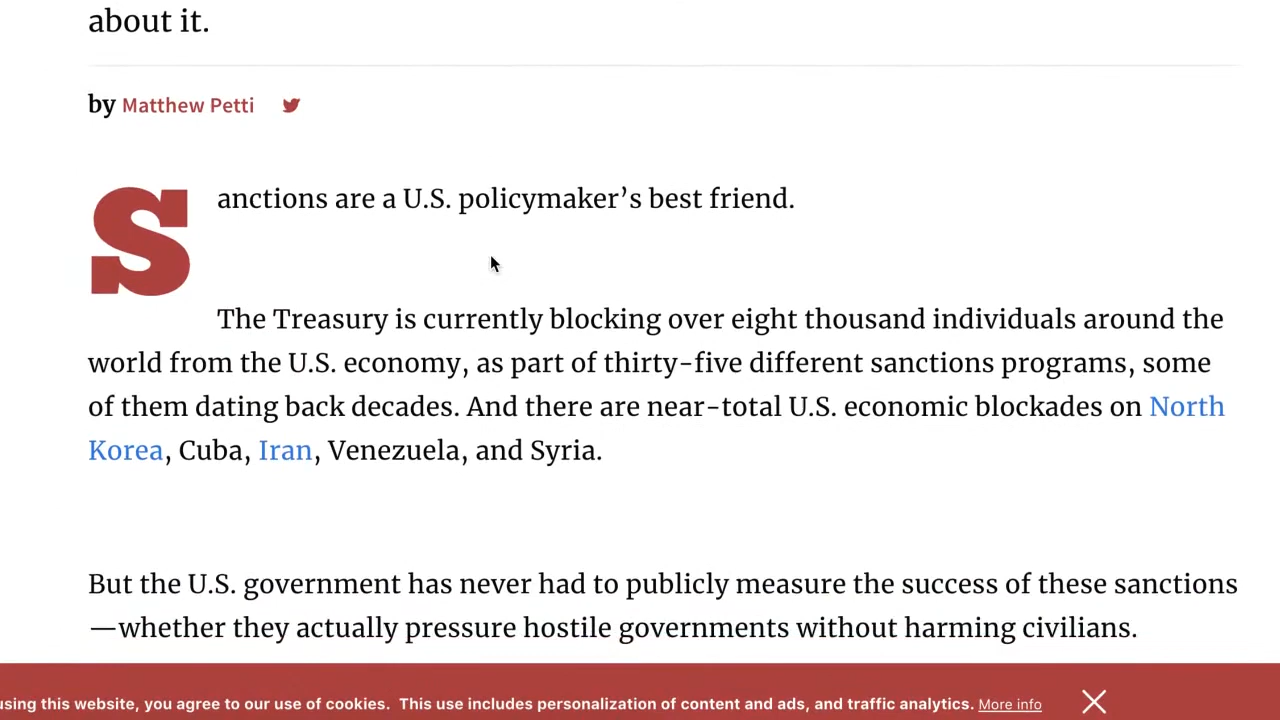 about it.
by Matthew Petti
Sanctions are a U.S. policymaker’s best friend.
The Treasury is currently blocking over eight thousand individuals around the
world from the U.S. economy, as part of thirty-five different sanctions programs, some
of them dating back decades. And there are near-total U.S. economic blockades on North
Korea, Cuba, Iran, Venezuela, and Syria.
But the U.S. government has never had to publicly measure the success of these sanctions
—whether they actually pressure hostile governments without harming civilians.
using this website, you agree to our use of cookies. This use includes personalization of content and ads, and traffic analytics. More info